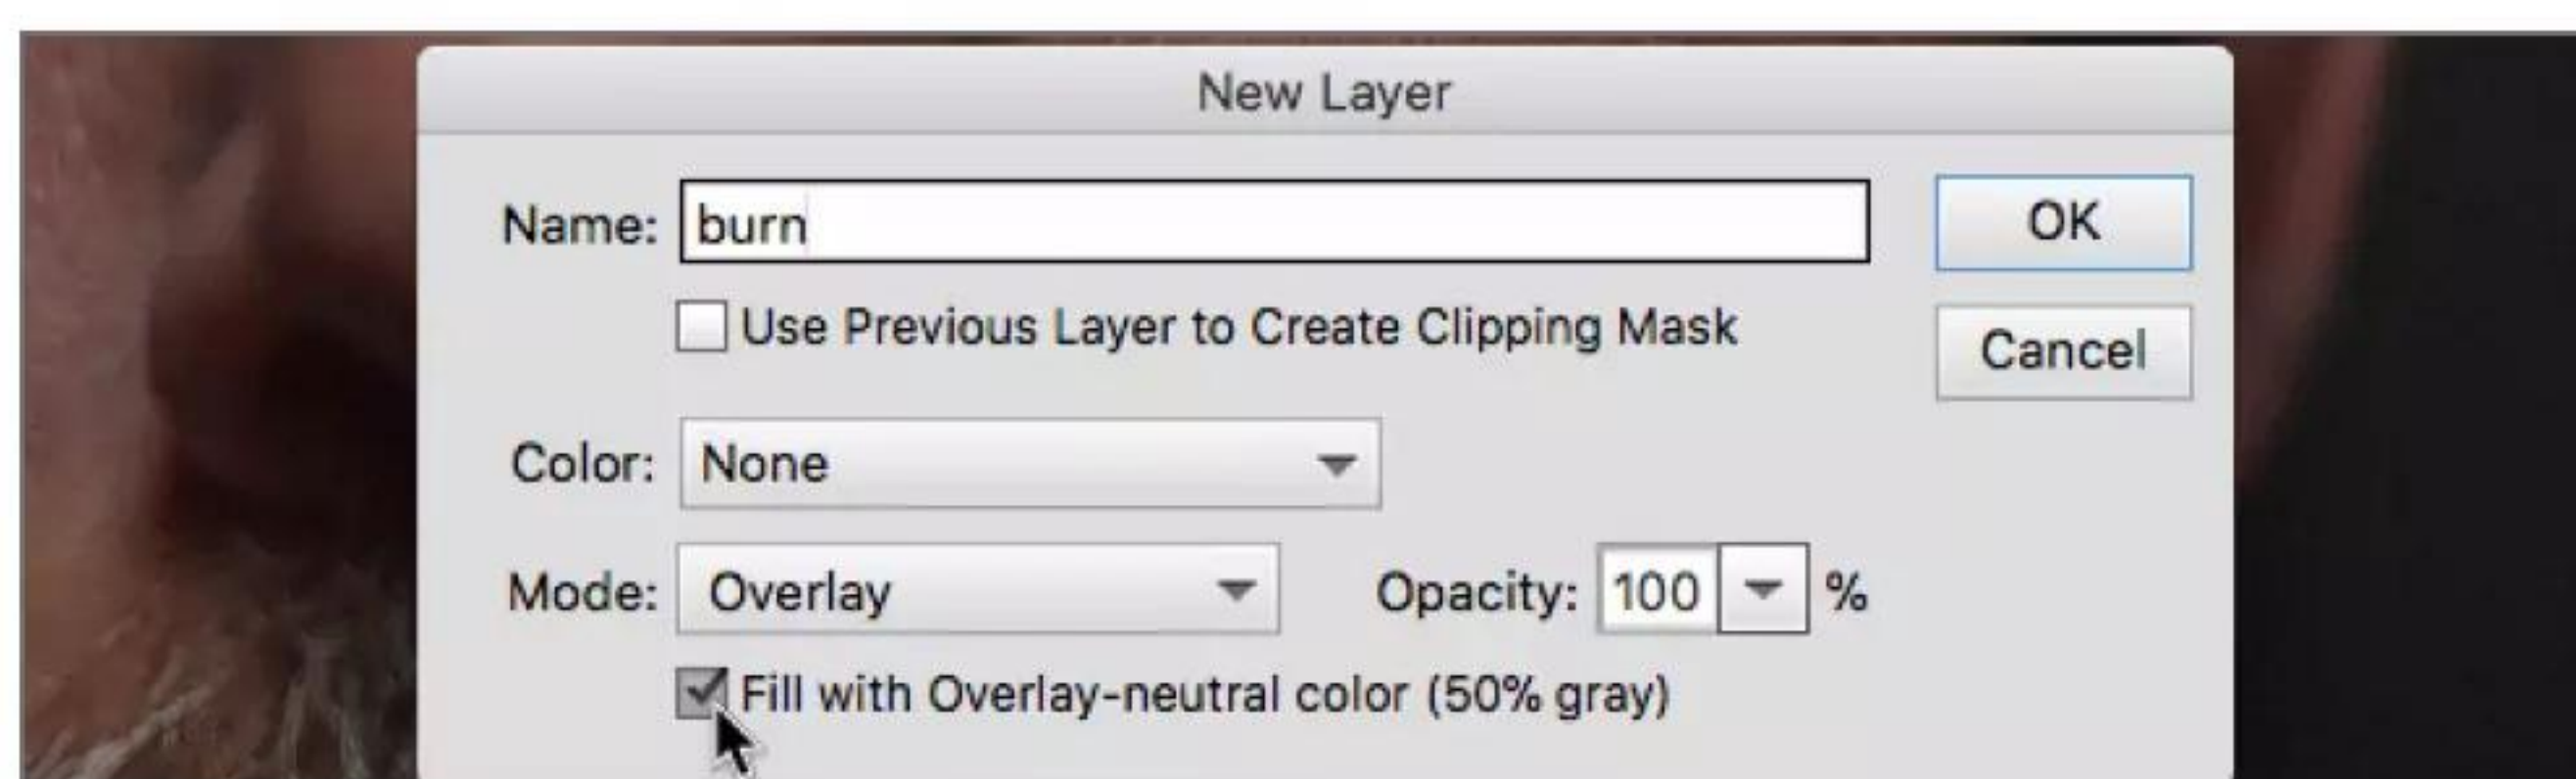 New Layer
Name: burn
OK
Use Previous Layer to Create Clipping Mask
Cancel
Color: None
Mode: Overlay
Opacity: 100 %
Fill with Overlay-neutral color (50% gray)